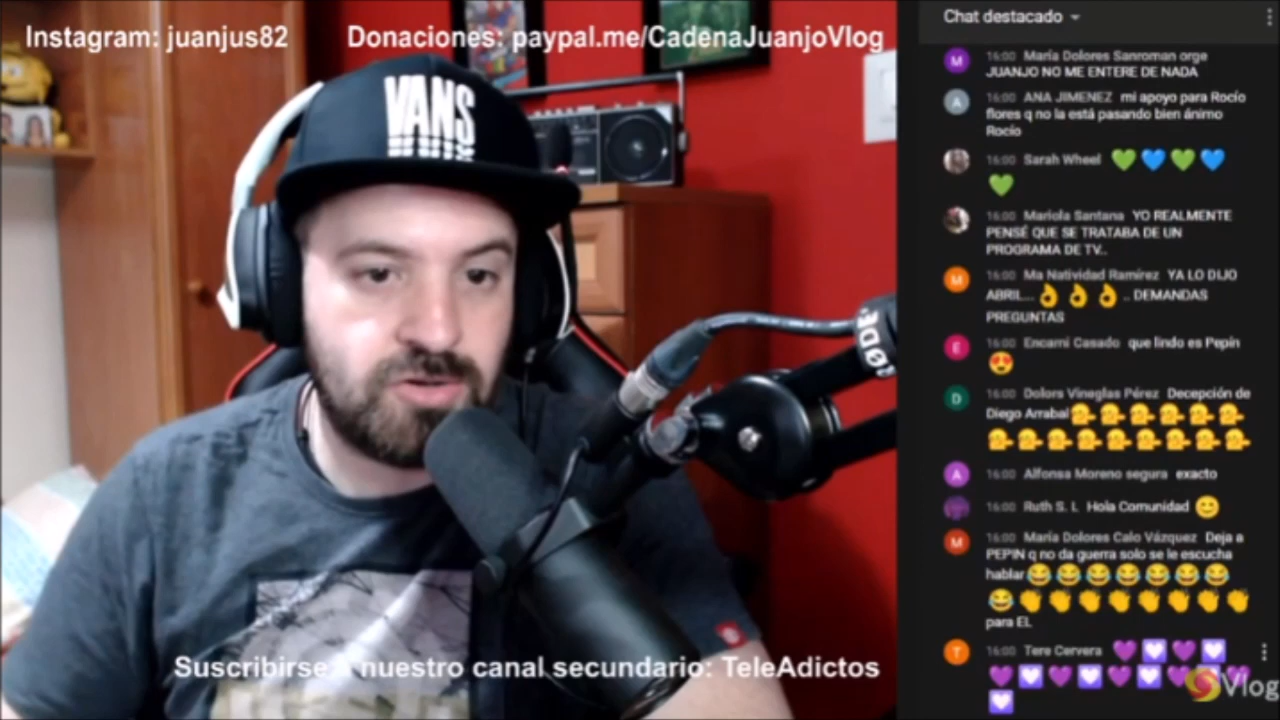 Instagram: juanjus82
Donaciones: paypal.me/CadenaJuanjoVlog
VANS
RØDE
Suscribirse a nuestro canal secundario: TeleAdictos
Chat destacado
M 16:00 María Dolores Sanroman orge
JUANJO NO ME ENTERE DE NADA
A 16:00 ANA JIMENEZ mi apoyo para Rocío
flores q no la está pasando bien ánimo
Rocío
16:00 Sarah Wheel 💚💙💚💙
💚
16:00 Mariola Santana YO REALMENTE
PENSÉ QUE SE TRATABA DE UN
PROGRAMA DE TV..
M 16:00 Ma Natividad Ramírez YA LO DIJO
ABRIL... 👌👌👌 .. DEMANDAS
PREGUNTAS
E 16:00 Encarni Casado que lindo es Pepín
😍
D 16:00 Dolors Vineglas Pérez Decepción de
Diego Arrabal
A 16:00 Alfonsa Moreno segura exacto
16:00 Ruth S. L Hola Comunidad 😊
M 16:00 María Dolores Calo Vázquez Deja a
PEPIN q no da guerra solo se le escucha
hablar😂😂😂😂😂😂😂
😂👏👏👏👏👏👏👏👏
para EL
T 16:00 Tere Cervera 💜💟💜💟
💜💟💜💟💜💟💜
💟
Vlog